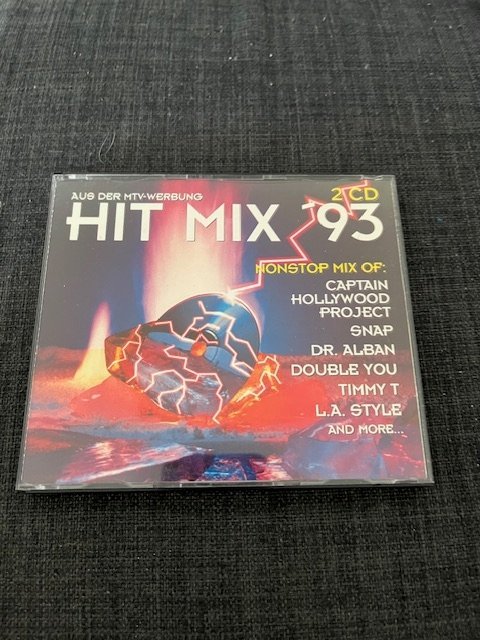 AUS DER MTV-WERBUNG
2 CD
HIT MIX '93
NONSTOP MIX OF:
CAPTAIN
HOLLYWOOD
PROJECT
SNAP
DR. ALBAN
DOUBLE YOU
TIMMY T
L.A. STYLE
AND MORE...